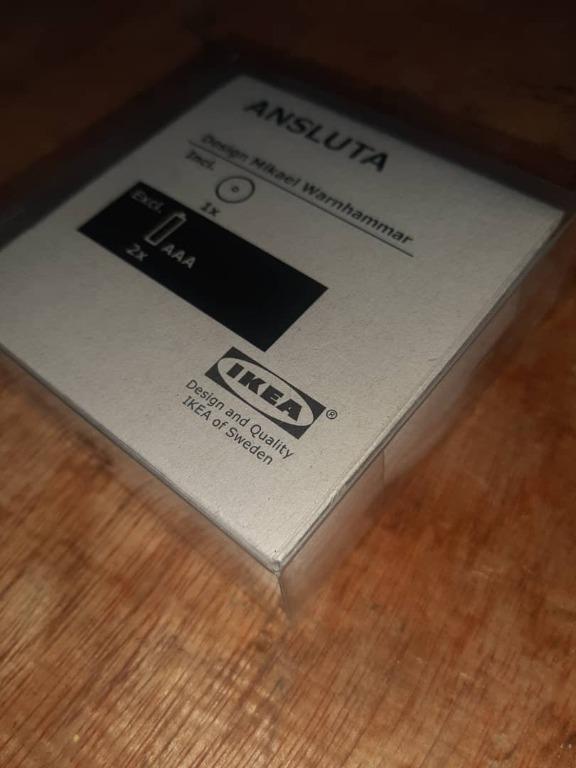 ANSLUTA
Design Mikael Warnhammar
Incl.
1x
Excl.
AAA
2x
IKEA®
Design and Quality
IKEA of Sweden